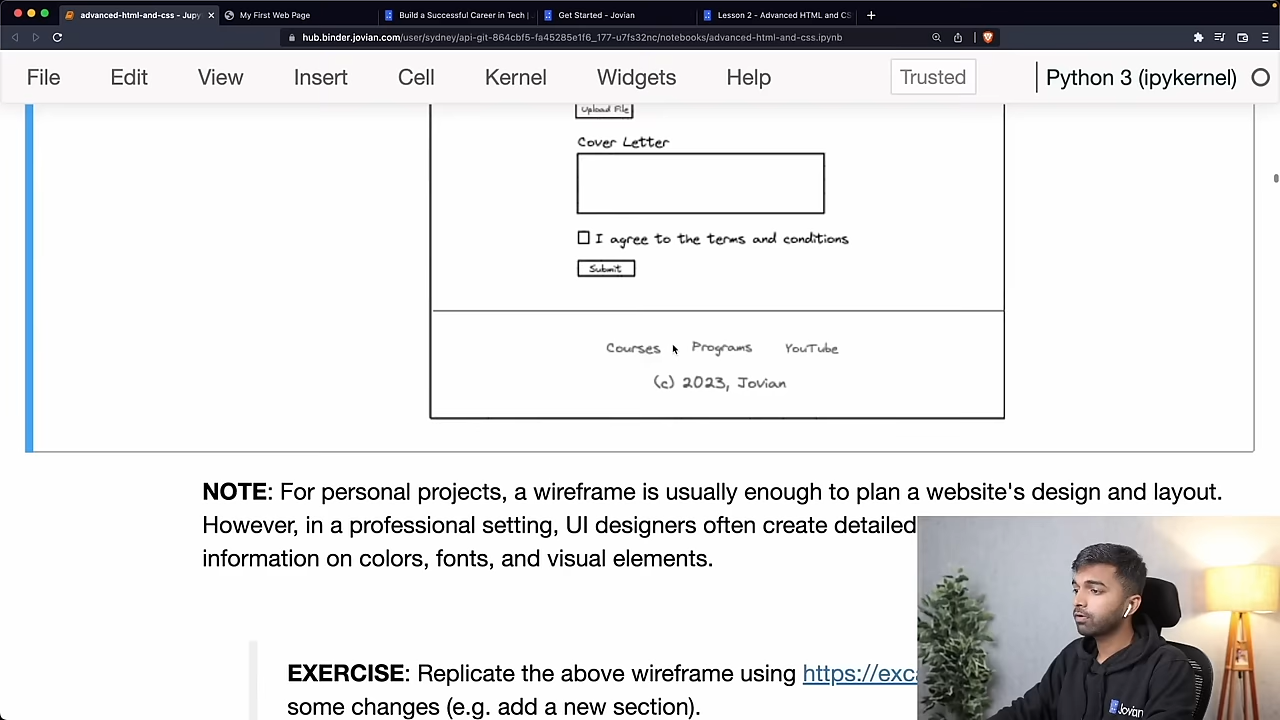 advanced-html-and-css - Jupy
My First Web Page
Build a Successful Career in Tech |
Get Started - Jovian
Lesson 2 - Advanced HTML and CS
hub.binder.jovian.com/user/sydney/api-git-864cbf5-fa45285e1f6_177-u7fs32nc/notebooks/advanced-html-and-css.ipynb
File Edit View Insert Cell Kernel Widgets Help Trusted Python 3 (ipykernel)
Upload File
Cover Letter
I agree to the terms and conditions
Submit
Courses Programs YouTube
(c) 2023, Jovian
NOTE: For personal projects, a wireframe is usually enough to plan a website's design and layout.
However, in a professional setting, UI designers often create detailed
information on colors, fonts, and visual elements.
EXERCISE: Replicate the above wireframe using https://exca
some changes (e.g. add a new section).
Jovian